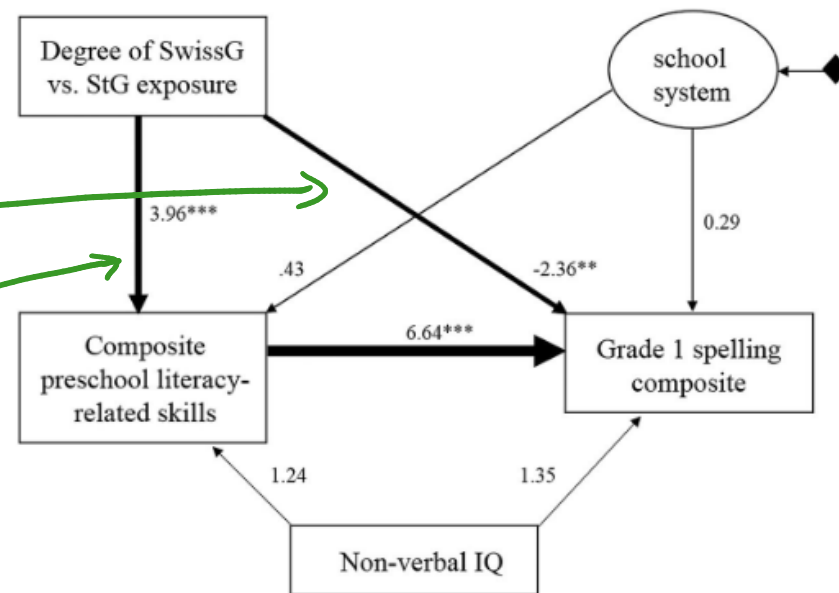 Degree of SwissG
vs. StG exposure
school
system
3.96***
0.29
.43
-2.36**
6.64***
Composite
preschool literacy-
related skills
Grade 1 spelling
composite
1.24
1.35
Non-verbal IQ